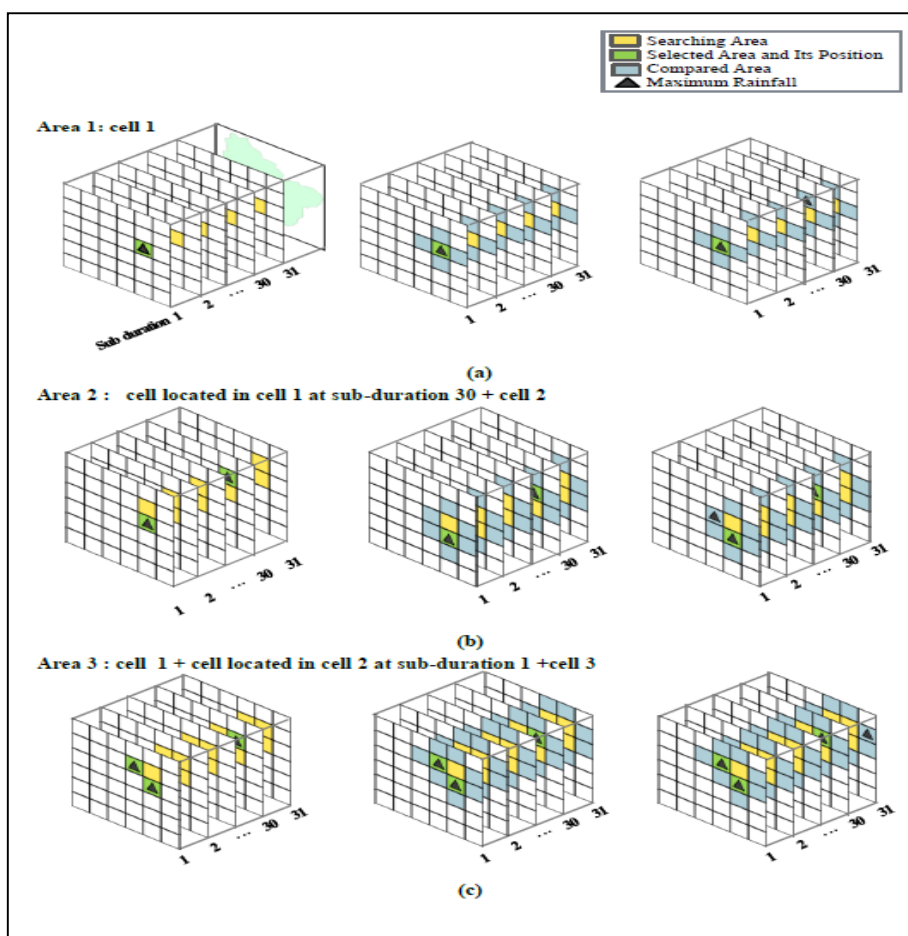 Searching Area
Selected Area and Its Position
Compared Area
Maximum Rainfall
Area 1: cell 1
Sub duration 1 2 ... 30 31
1 2 ... 30 31
1 2 ... 30 31
(a)
Area 2 : cell located in cell 1 at sub-duration 30 + cell 2
1 2 ... 30 31
1 2 ... 30 31
1 2 ... 30 31
(b)
Area 3 : cell 1 + cell located in cell 2 at sub-duration 1 +cell 3
1 2 ... 30 31
1 2 ... 30 31
1 2 ... 30 31
(c)